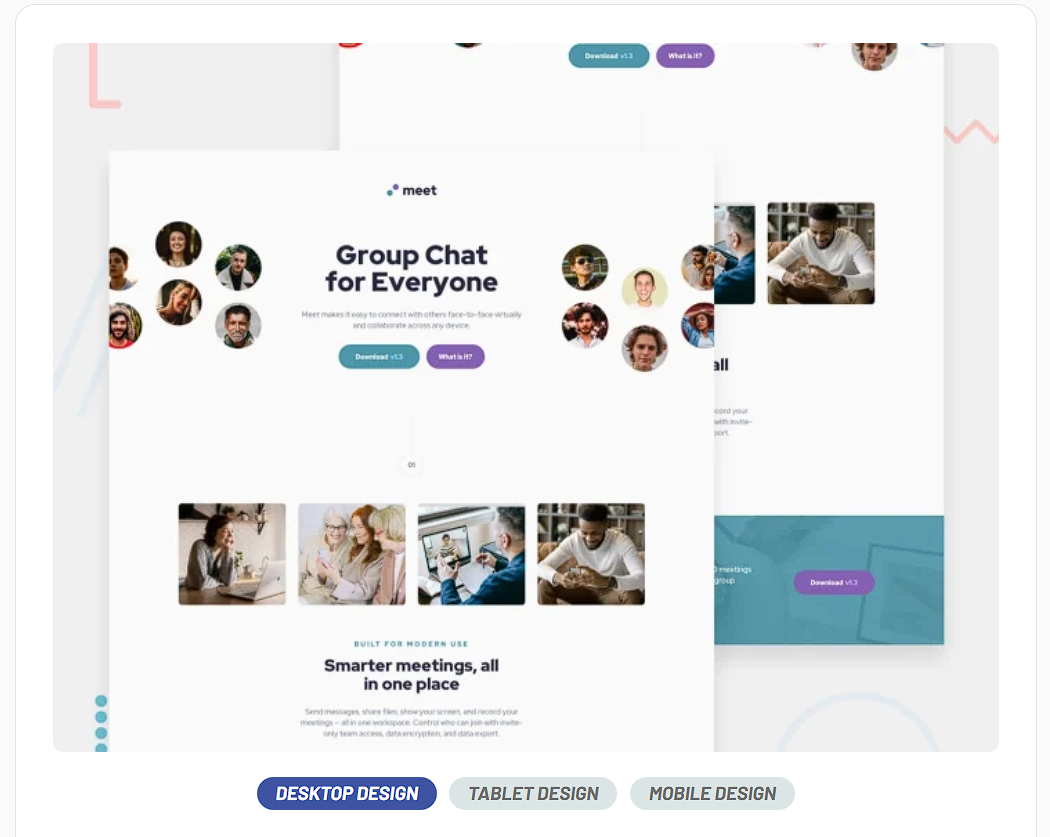 Download v1.3
What is it?
meet
Group Chat
for Everyone
Meet makes it easy to connect with others face-to-face virtually
and collaborate across any device.
Download v1.3
What is it?
01
BUILT FOR MODERN USE
Smarter meetings, all
in one place
Send messages, share files, show your screen, and record your
meetings – all in one workspace. Control who can join with invite-
only team access, data encryption, and data export.
all
cord your
with invite-
port.
meetings
group
Download v1.3
DESKTOP DESIGN
TABLET DESIGN
MOBILE DESIGN